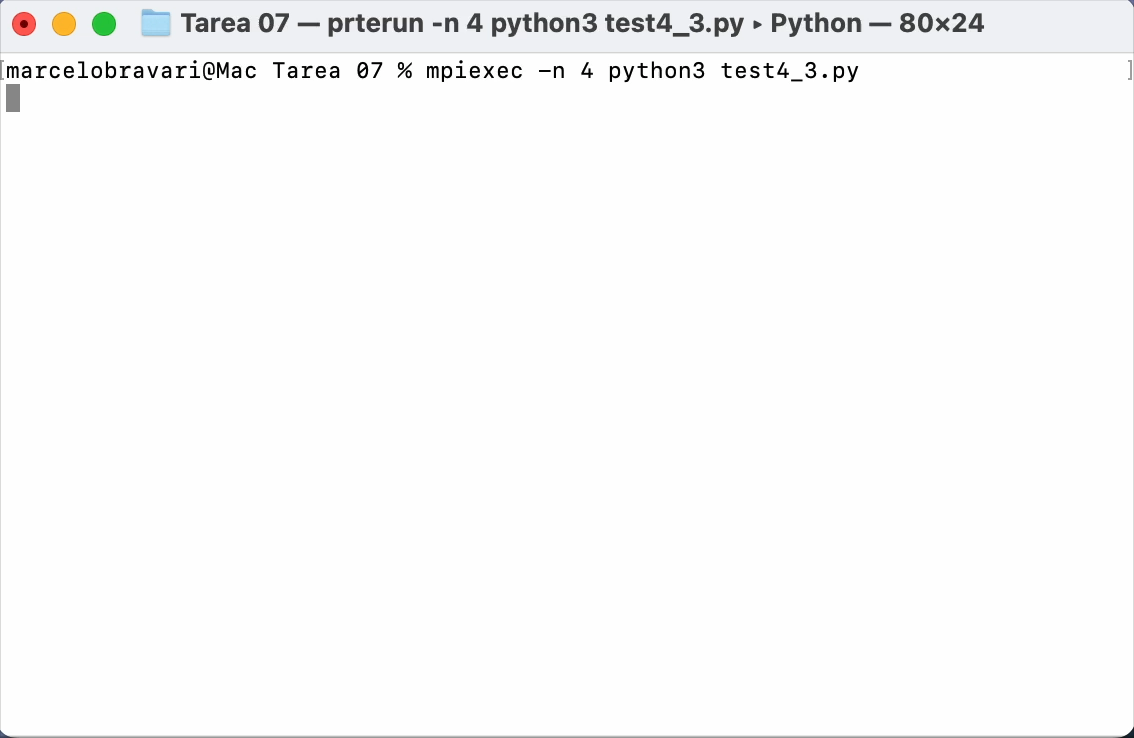 Tarea 07 — prterun -n 4 python3 test4_3.py ▸ Python — 80×24
[marcelobravari@Mac Tarea 07 % mpiexec -n 4 python3 test4_3.py ]